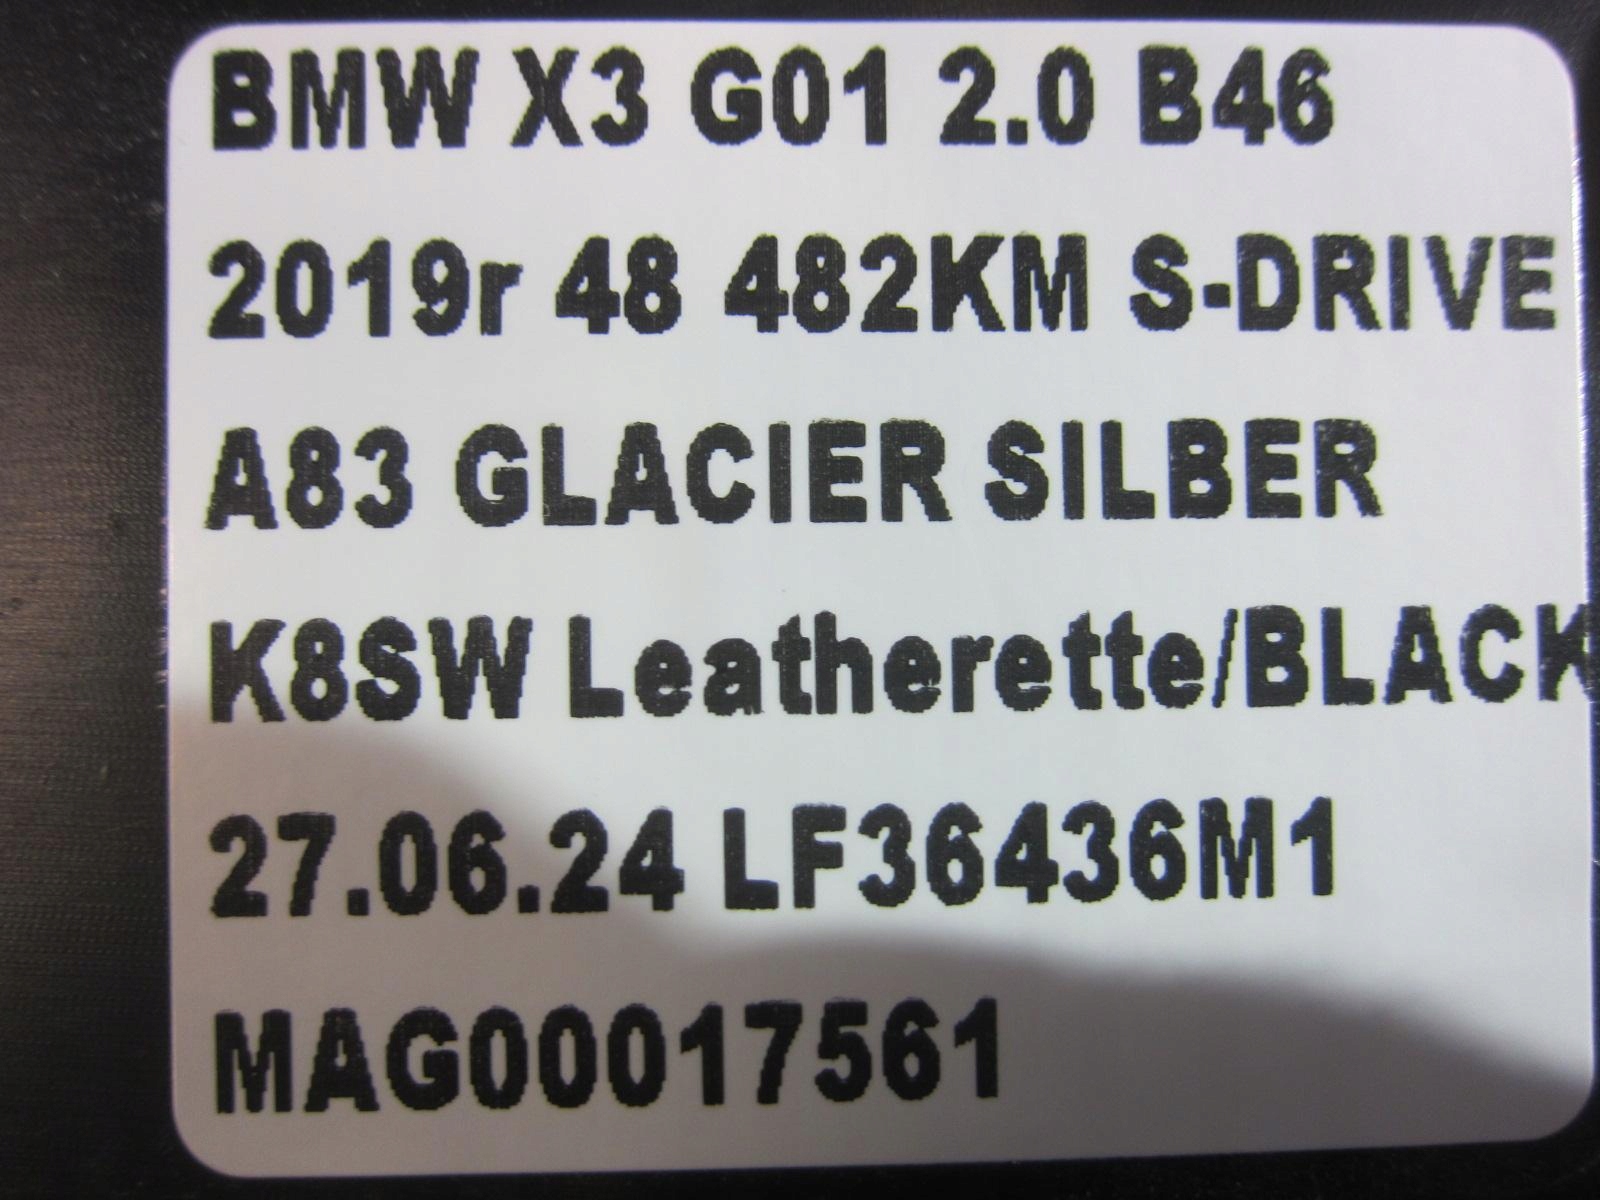 BMW X3 G01 2.0 B46
2019r 48 482KM S-DRIVE
A83 GLACIER SILBER
K8SW Leatherette/BLACK
27.06.24 LF36436M1
MAG00017561